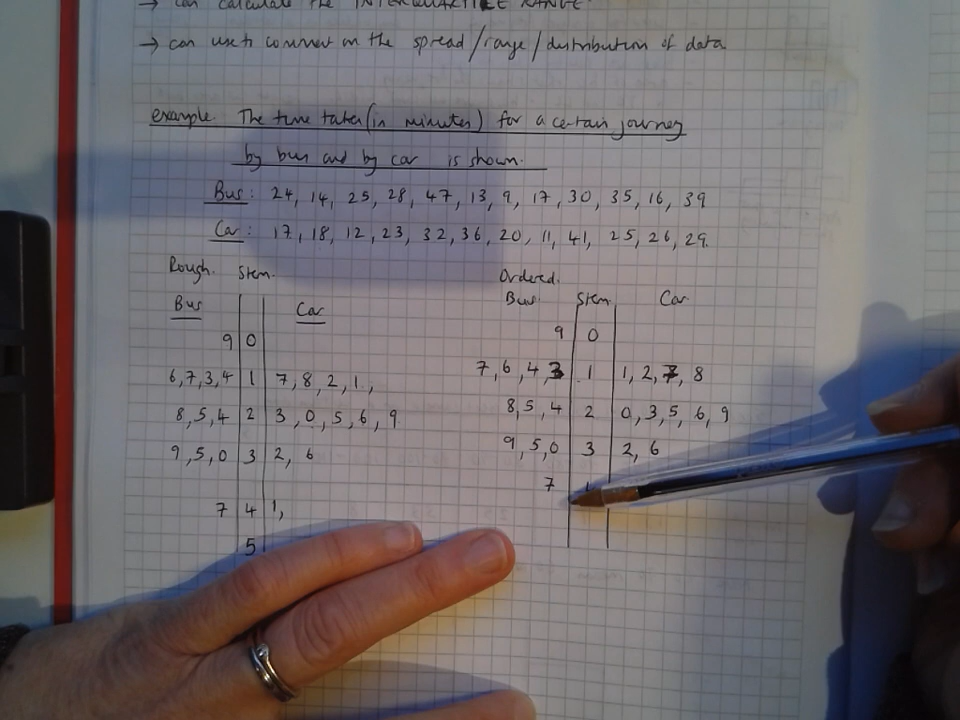 → can calculate the INTERQUARTILE RANGE.
→ can use to comment on the spread/range/distribution of data
example. The time taken (in minutes) for a certain journey
by bus and by car is shown.
Bus: 24, 14, 25, 28, 47, 13, 9, 17, 30, 35, 16, 39
Car: 17, 18, 12, 23, 32, 36, 20, 11, 41, 25, 26, 29.
Rough. Stem.
Bus Car
9 0
6,7,3,4 1 7, 8, 2, 1,
8,5,4 2 3, 0, 5, 6, 9
9,5,0 3 2, 6
7 4 1,
5
Ordered.
Bus Stem Car
9 0
7,6,4,3 1 1, 2, 7, 8
8,5,4 2 0, 3, 5, 6, 9
9,5,0 3 2, 6
7